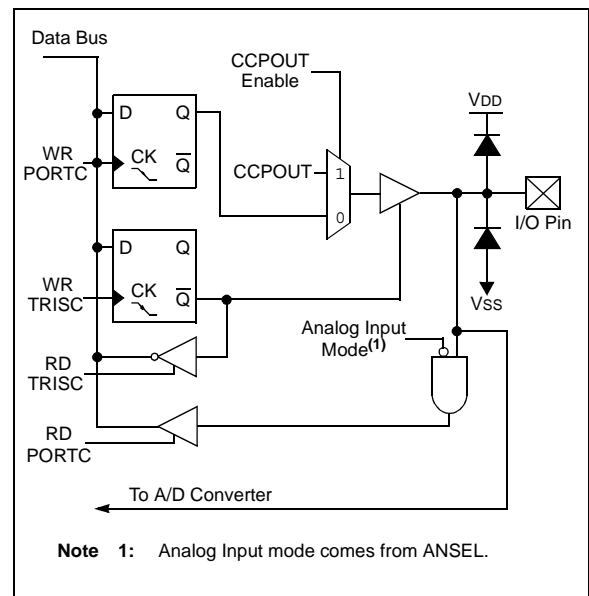 Data Bus
CCPOUT
Enable
VDD
D Q
WR
PORTC
CK Q
CCPOUT
1
0
I/O Pin
D Q
WR
TRISC
CK Q
VSS
Analog Input
Mode(1)
RD
TRISC
RD
PORTC
To A/D Converter
Note 1: Analog Input mode comes from ANSEL.